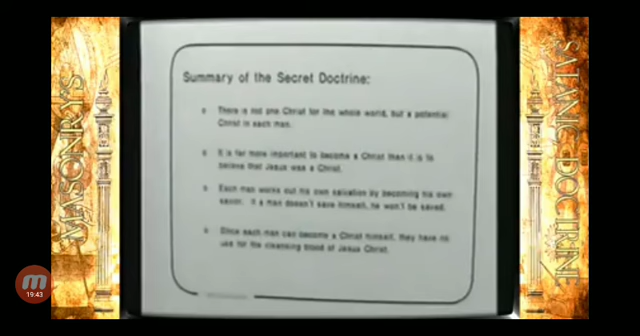 MASONRY'S
SATANIC DOCTRINE
Summary of the Secret Doctrine:
There is not one Christ for the whole world, but a potential
Christ in each man.
It is far more important to become a Christ than it is to
believe that Jesus was a Christ.
Each man works out his own salvation by becoming his own
savior. If a man doesn't save himself, he won't be saved.
Since each man can become a Christ himself, they have no
use for the cleansing blood of Jesus Christ.
M
19:43